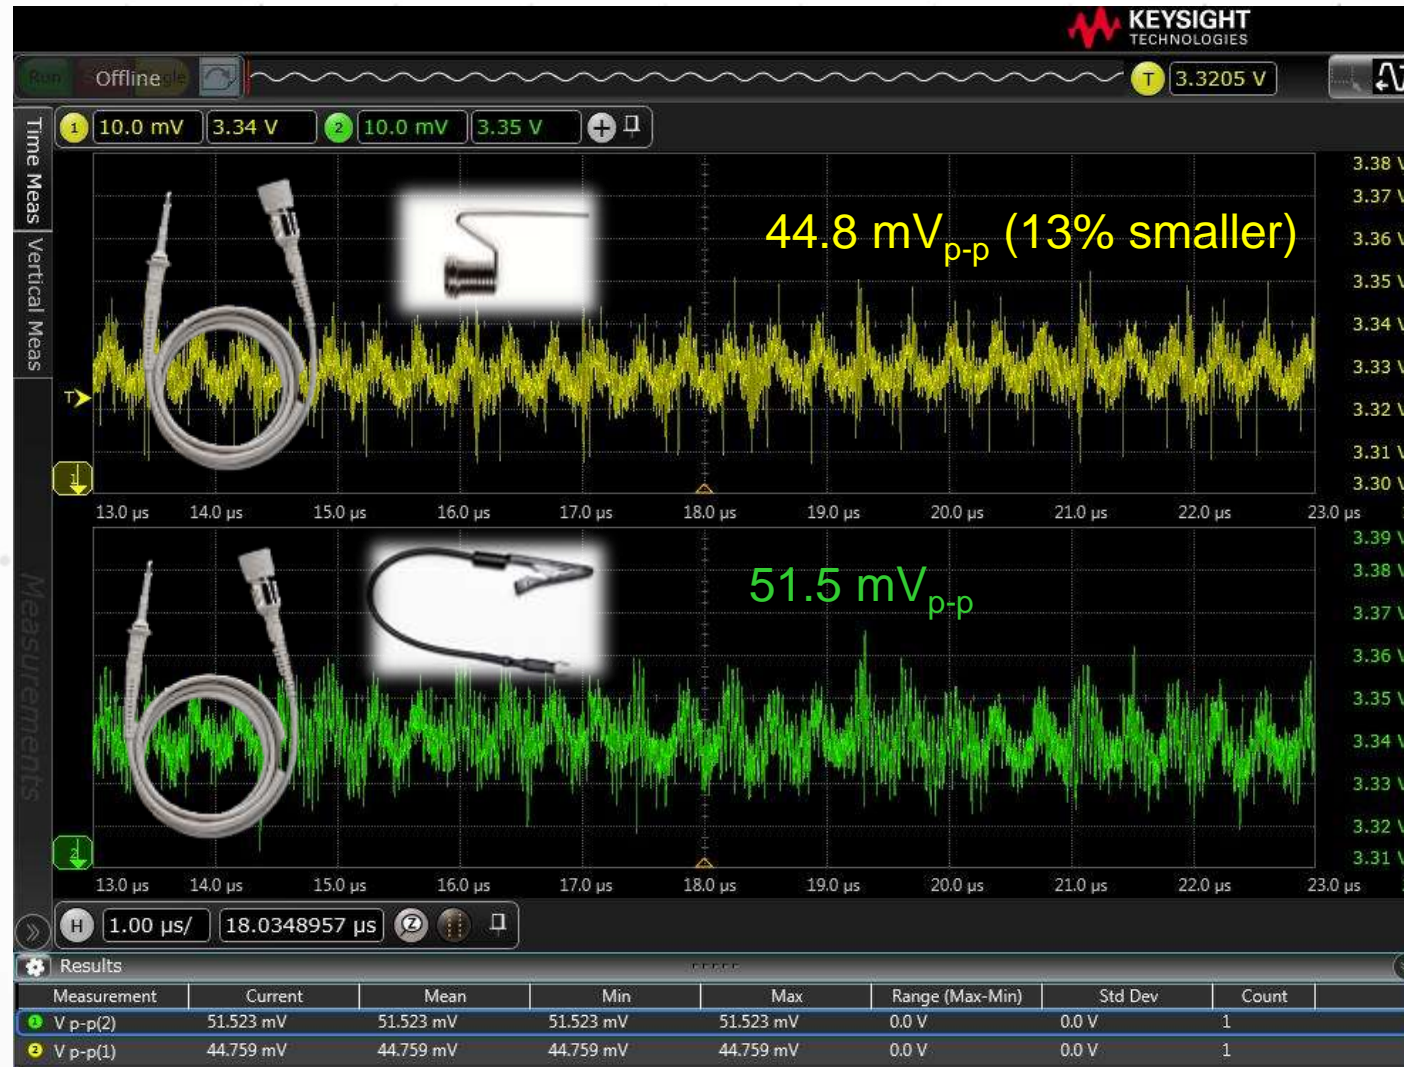 KEYSIGHT
TECHNOLOGIES
Run Offline T 3.3205 V
1 10.0 mV 3.34 V 2 10.0 mV 3.35 V
Time Meas
Vertical Meas
Measurements
44.8 mVp-p (13% smaller)
3.38 V
3.37 V
3.36 V
3.35 V
3.34 V
3.33 V
3.32 V
3.31 V
3.30 V
T
1
13.0 µs 14.0 µs 15.0 µs 16.0 µs 17.0 µs 18.0 µs 19.0 µs 20.0 µs 21.0 µs 22.0 µs 23.0 µs
51.5 mVp-p
3.39 V
3.38 V
3.37 V
3.36 V
3.35 V
3.34 V
3.33 V
3.32 V
3.31 V
2
13.0 µs 14.0 µs 15.0 µs 16.0 µs 17.0 µs 18.0 µs 19.0 µs 20.0 µs 21.0 µs 22.0 µs 23.0 µs
H 1.00 µs/ 18.0348957 µs Z
Results
Measurement Current Mean Min Max Range (Max-Min) Std Dev Count
1 V p-p(2) 51.523 mV 51.523 mV 51.523 mV 51.523 mV 0.0 V 0.0 V 1
2 V p-p(1) 44.759 mV 44.759 mV 44.759 mV 44.759 mV 0.0 V 0.0 V 1